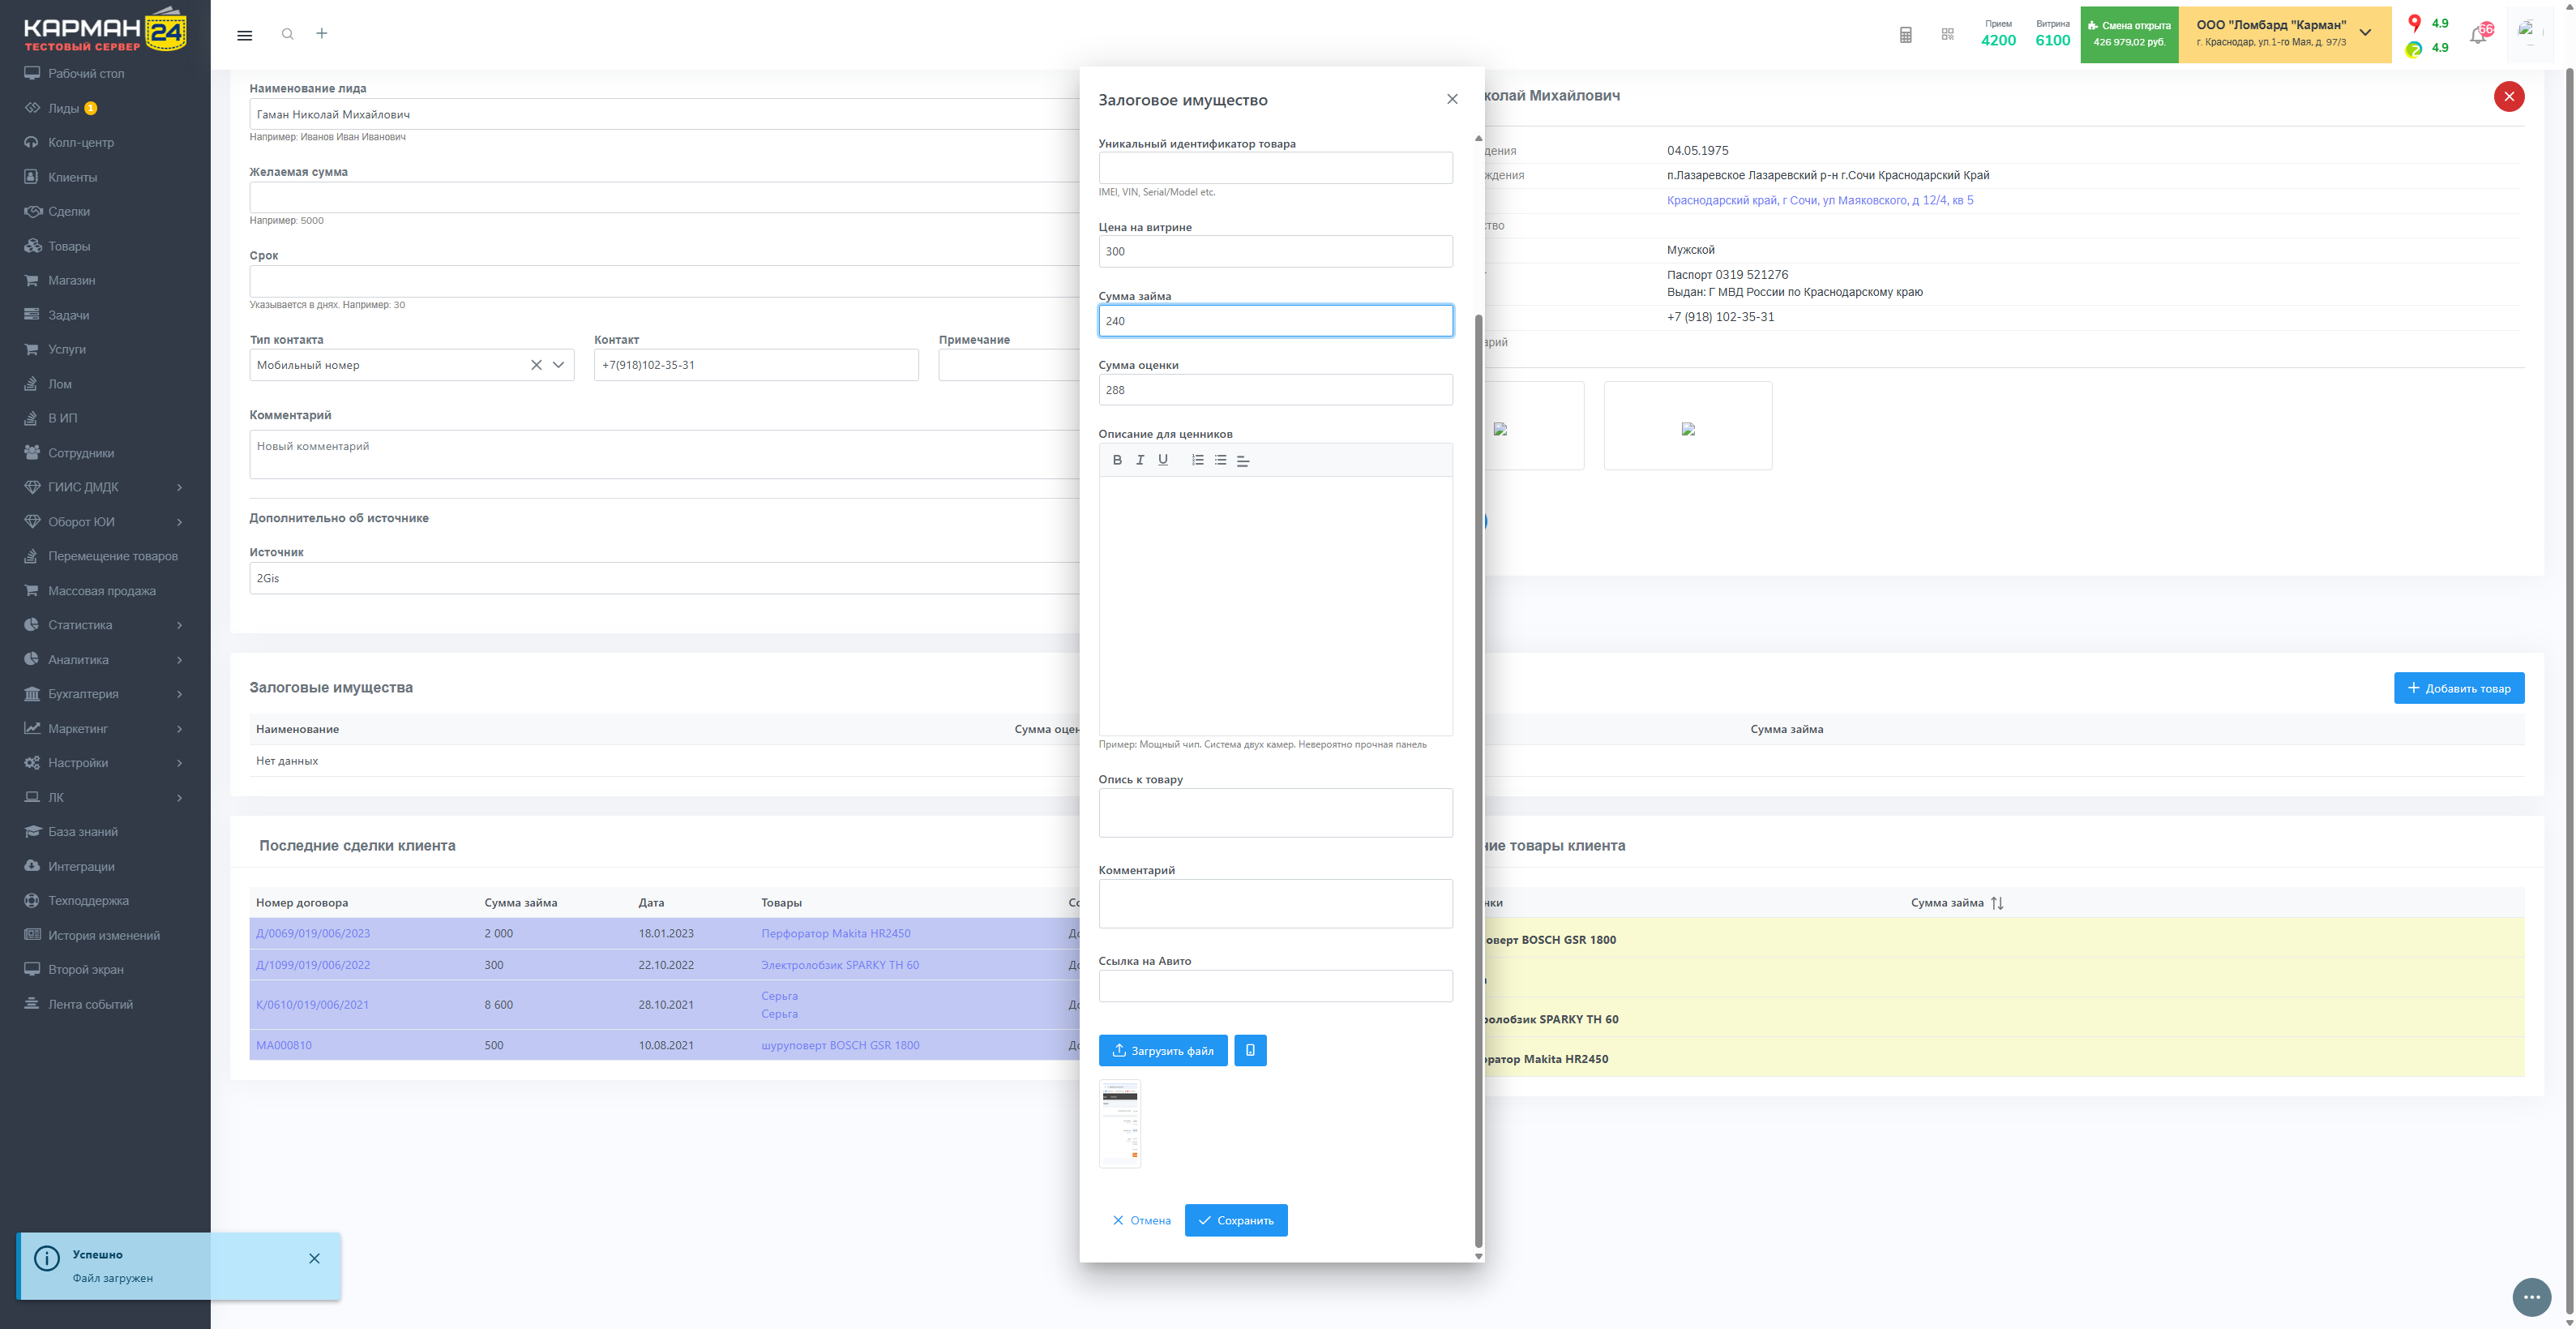 КАРМАН 24
ТЕСТОВЫЙ СЕРВЕР
Рабочий стол
Лиды 1
Колл-центр
Клиенты
Сделки
Товары
Магазин
Задачи
Услуги
Лом
В ИП
Сотрудники
ГИИС ДМДК
Оборот ЮИ
Перемещение товаров
Массовая продажа
Статистика
Аналитика
Бухгалтерия
Маркетинг
Настройки
ЛК
База знаний
Интеграции
Техподдержка
История изменений
Второй экран
Лента событий
Прием
4200
Витрина
6100
Смена открыта
426 979,02 руб.
ООО "Ломбард "Карман"
г. Краснодар, ул.1-го Мая, д. 97/3
4.9
4.9
Наименование лида
Гаман Николай Михайлович
Например: Иванов Иван Иванович
Желаемая сумма
Например: 5000
Срок
Указывается в днях. Например: 30
Тип контакта
Контакт
Примечание
Мобильный номер
+7(918)102-35-31
Комментарий
Новый комментарий
Дополнительно об источнике
Источник
2Gis
Залоговое имущество
Уникальный идентификатор товара
IMEI, VIN, Serial/Model etc.
Цена на витрине
300
Сумма займа
240
Сумма оценки
288
Описание для ценников
B I U
Пример: Мощный чип. Система двух камер. Невероятно прочная панель
Опись к товару
Комментарий
Ссылка на Авито
Загрузить файл
Отмена
Сохранить
колай Михайлович
дения
04.05.1975
ждения
п.Лазаревское Лазаревский р-н г.Сочи Краснодарский Край
Краснодарский край, г Сочи, ул Маяковского, д 12/4, кв 5
ство
Мужской
Паспорт 0319 521276
Выдан: Г МВД России по Краснодарскому краю
+7 (918) 102-35-31
арий
Залоговые имущества
Добавить товар
Наименование
Сумма оцен
Сумма займа
Нет данных
Последние сделки клиента
Номер договора
Сумма займа
Дата
Товары
Д/0069/019/006/2023
2 000
18.01.2023
Перфоратор Makita HR2450
Д/1099/019/006/2022
300
22.10.2022
Электролобзик SPARKY TH 60
К/0610/019/006/2021
8 600
28.10.2021
Серьга
Серьга
МА000810
500
10.08.2021
шуруповерт BOSCH GSR 1800
ние товары клиента
нки
Сумма займа
оверт BOSCH GSR 1800
ролобзик SPARKY TH 60
ратор Makita HR2450
Успешно
Файл загружен